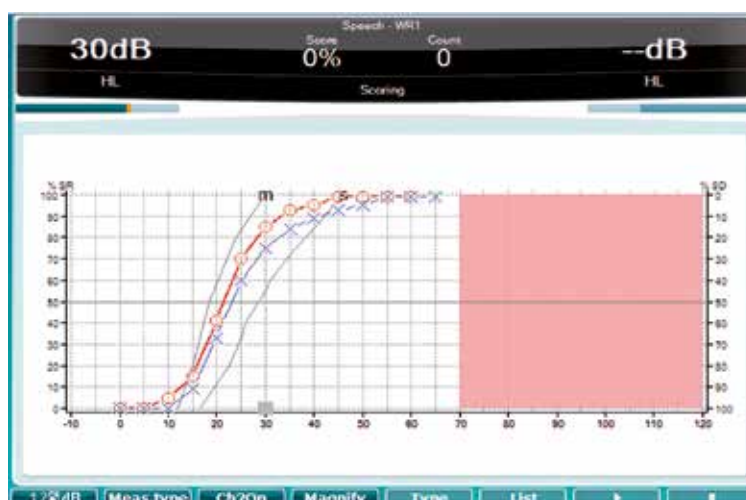 Speech - WR1
30dB Score Count --dB
0% 0
HL Scoring HL
% SR % SD
m s
100 0
90 10
80 20
70 30
60 40
50 50
40 60
30 70
20 80
10 90
0 100
-10 0 10 20 30 40 50 60 70 80 90 100 110 120
Meas type Ch2On Magnify Type List